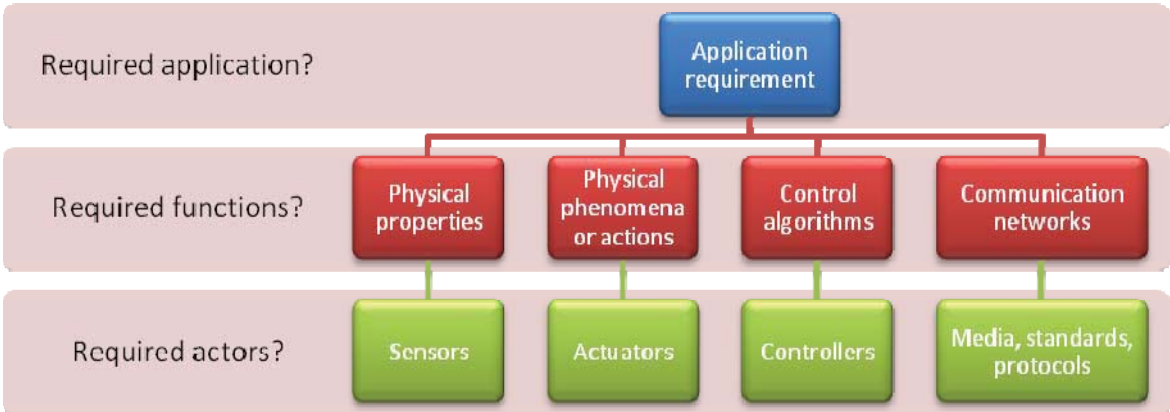 Required application?
Application
requirement
Required functions?
Physical
properties
Physical
phenomena
or actions
Control
algorithms
Communication
networks
Required actors?
Sensors
Actuators
Controllers
Media, standards,
protocols